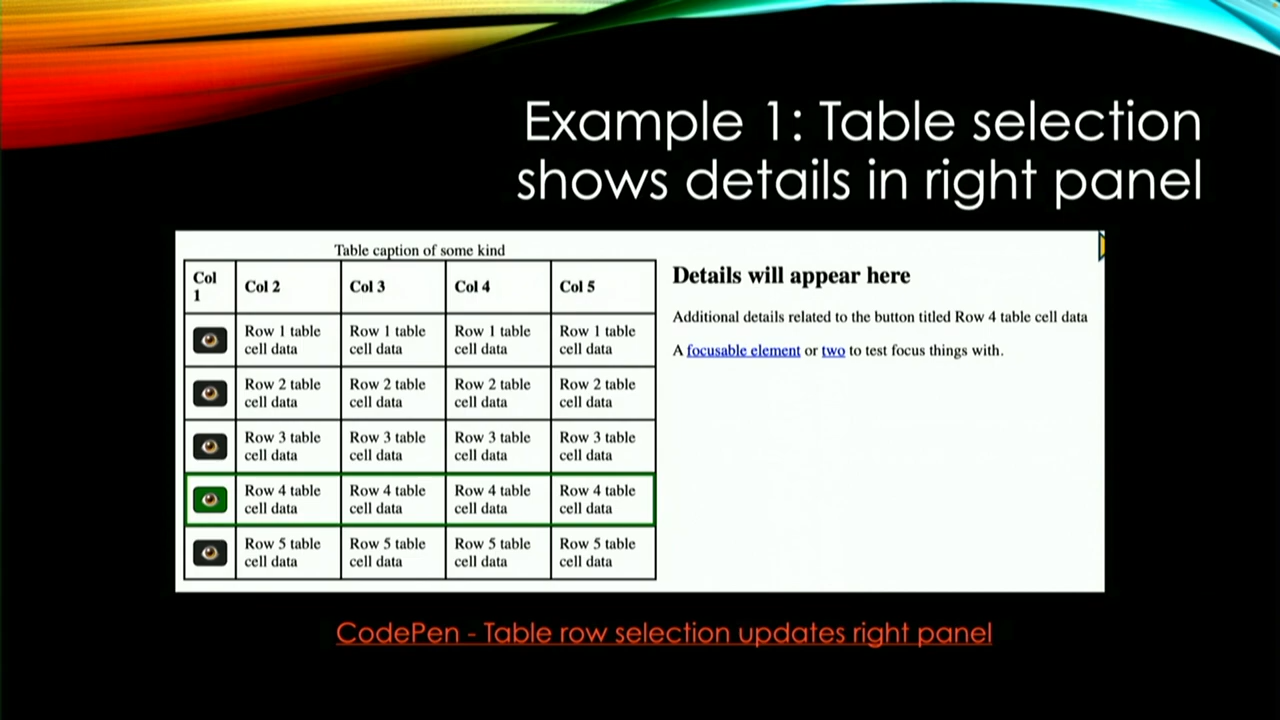 Example 1: Table selection
shows details in right panel
Table caption of some kind
Col
1
Col 2
Col 3
Col 4
Col 5
Row 1 table
cell data
Row 1 table
cell data
Row 1 table
cell data
Row 1 table
cell data
Row 2 table
cell data
Row 2 table
cell data
Row 2 table
cell data
Row 2 table
cell data
Row 3 table
cell data
Row 3 table
cell data
Row 3 table
cell data
Row 3 table
cell data
Row 4 table
cell data
Row 4 table
cell data
Row 4 table
cell data
Row 4 table
cell data
Row 5 table
cell data
Row 5 table
cell data
Row 5 table
cell data
Row 5 table
cell data
Details will appear here
Additional details related to the button titled Row 4 table cell data
A focusable element or two to test focus things with.
CodePen - Table row selection updates right panel